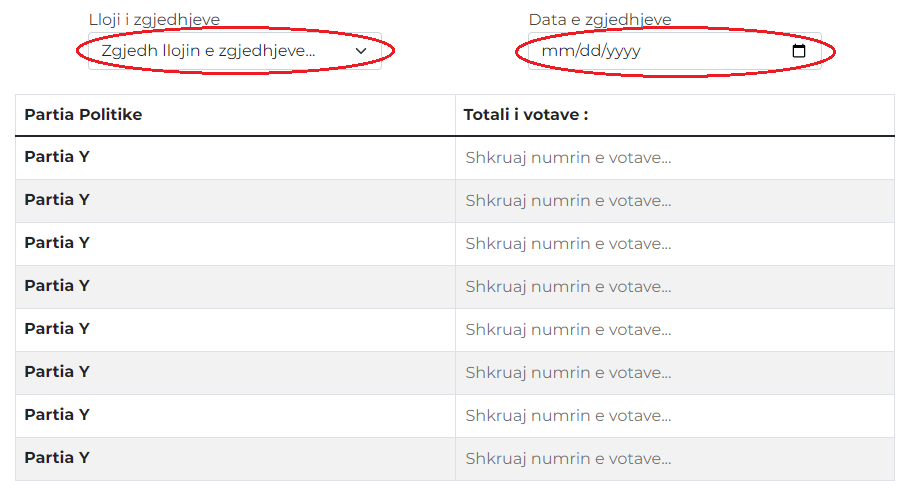 Lloji i zgjedhjeve Data e zgjedhjeve
Zgjedh llojin e zgjedhjeve... mm/dd/yyyy
Partia Politike Totali i votave :
Partia Y Shkruaj numrin e votave...
Partia Y Shkruaj numrin e votave...
Partia Y Shkruaj numrin e votave...
Partia Y Shkruaj numrin e votave...
Partia Y Shkruaj numrin e votave...
Partia Y Shkruaj numrin e votave...
Partia Y Shkruaj numrin e votave...
Partia Y Shkruaj numrin e votave...